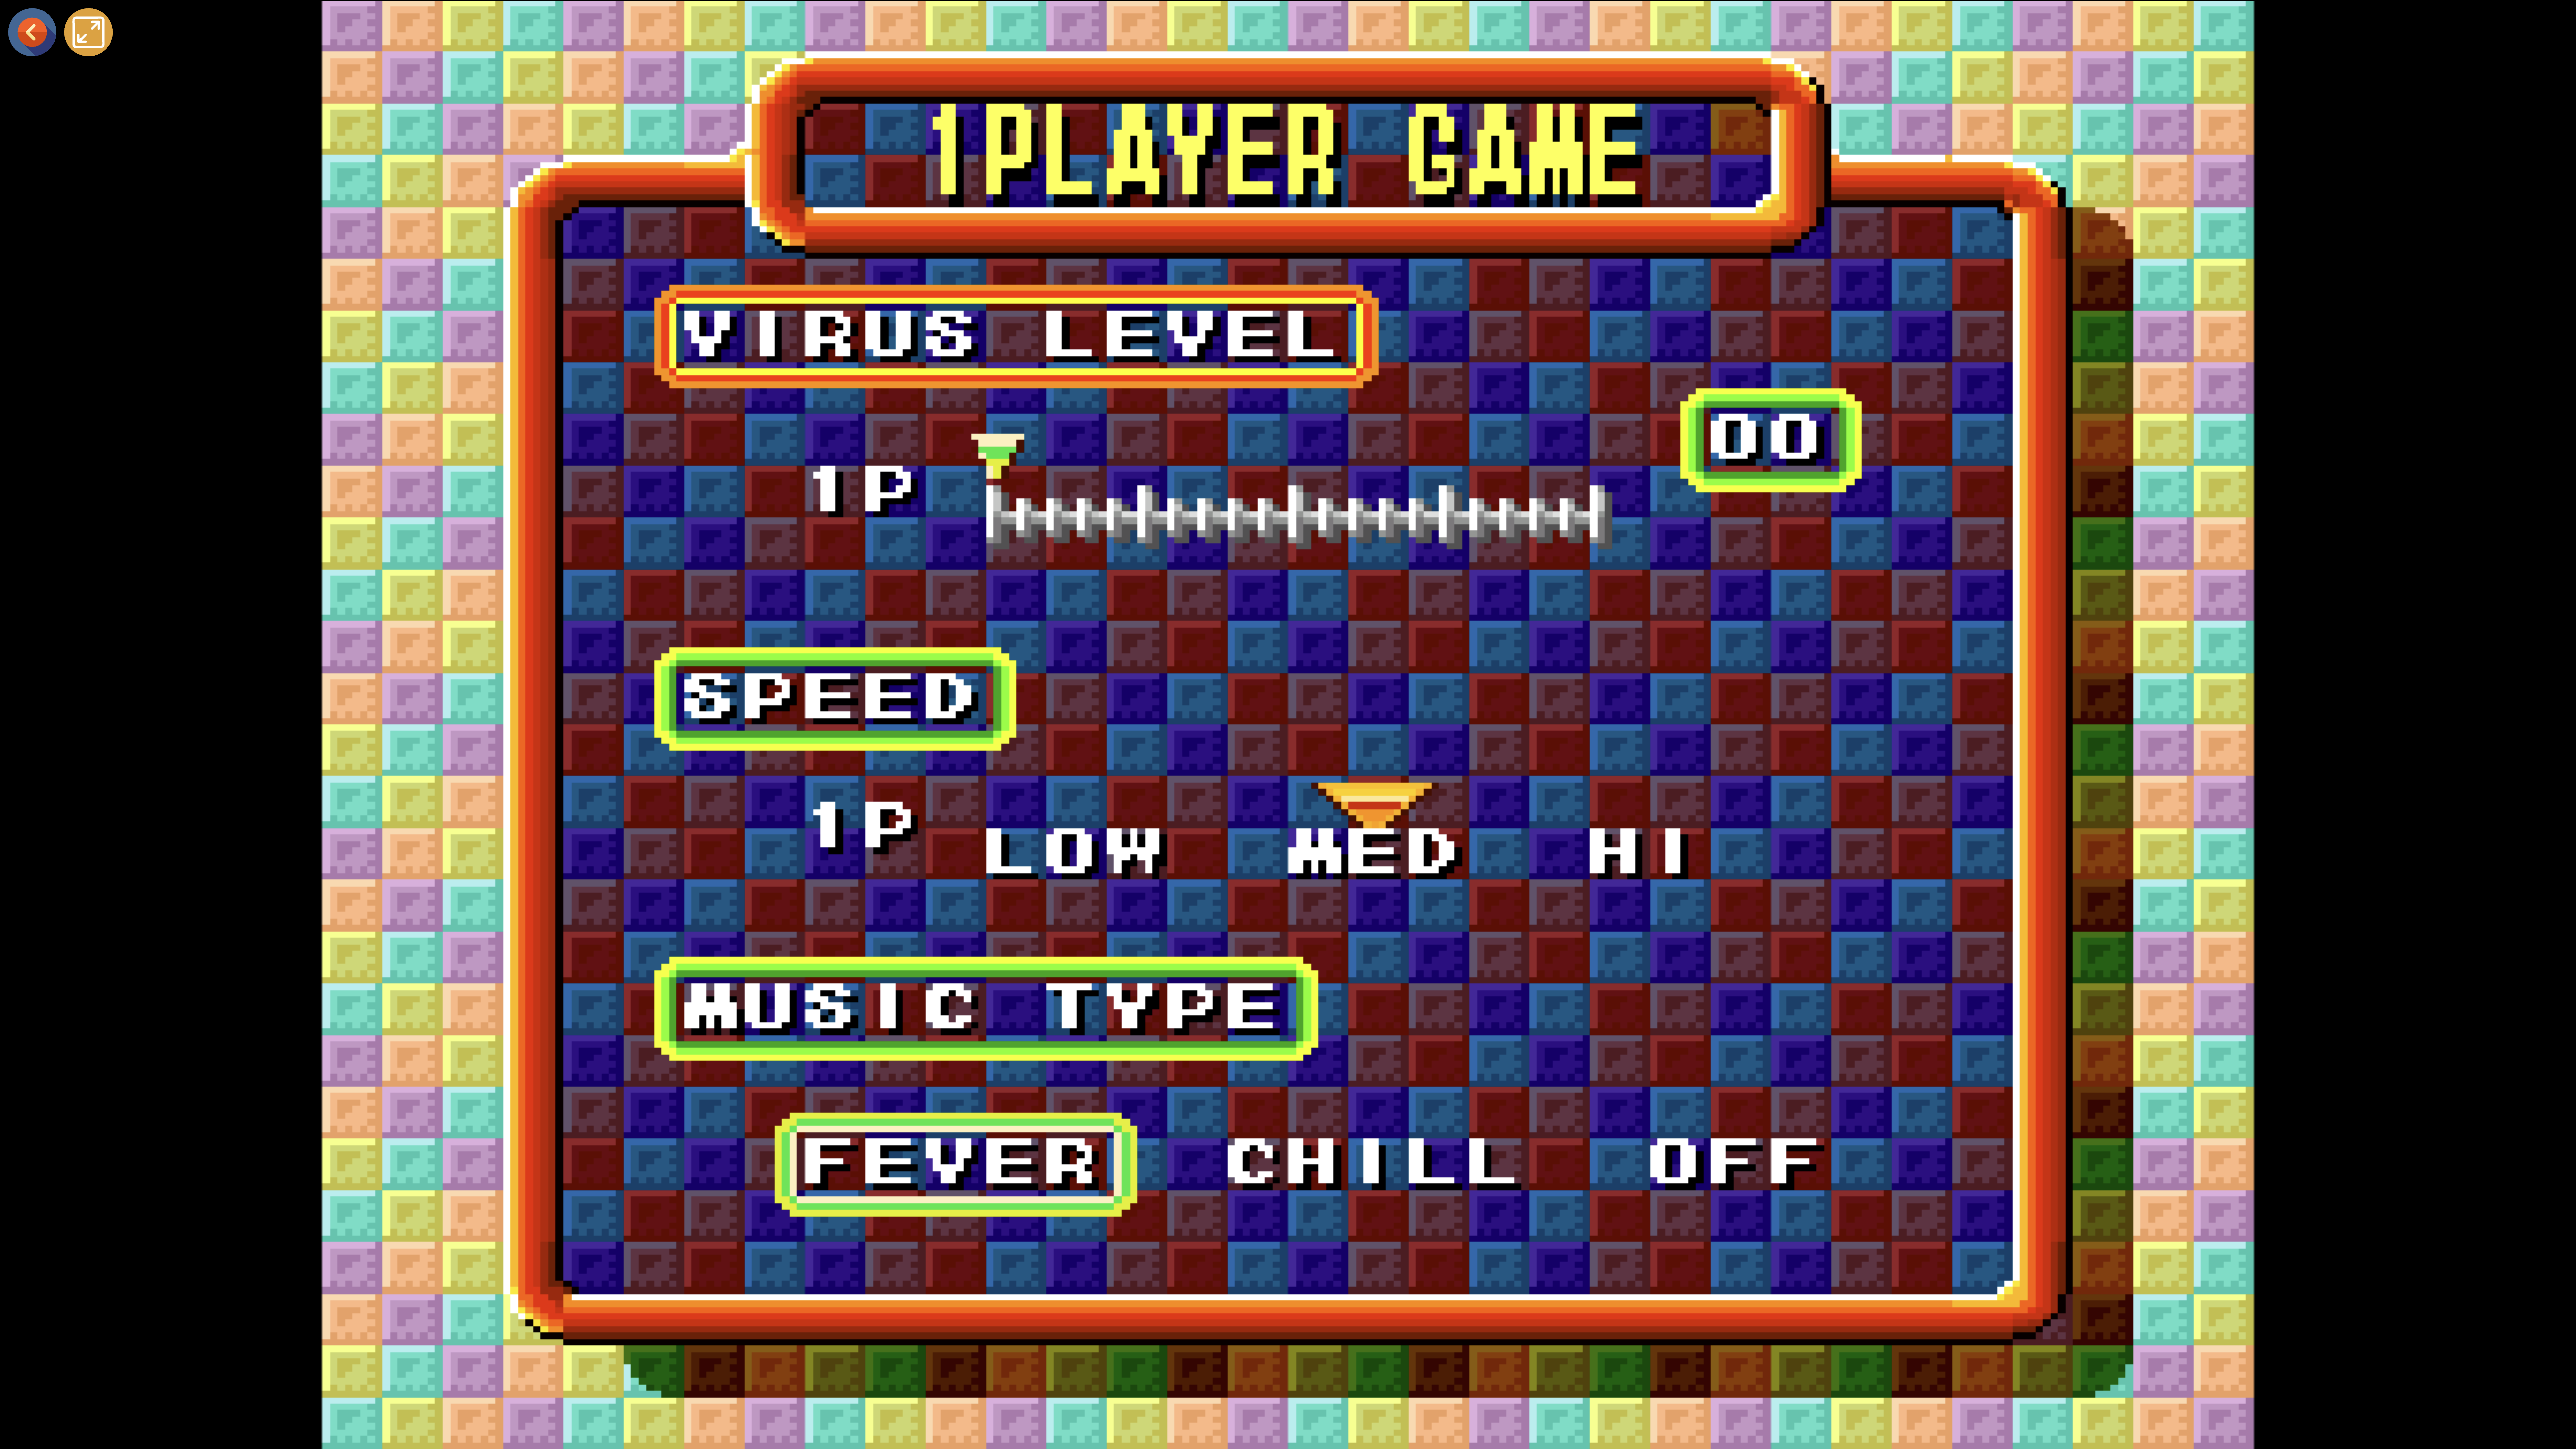 1PLAYER GAME
VIRUS LEVEL
00
1P
SPEED
1P
LOW MED HI
MUSIC TYPE
FEVER CHILL OFF